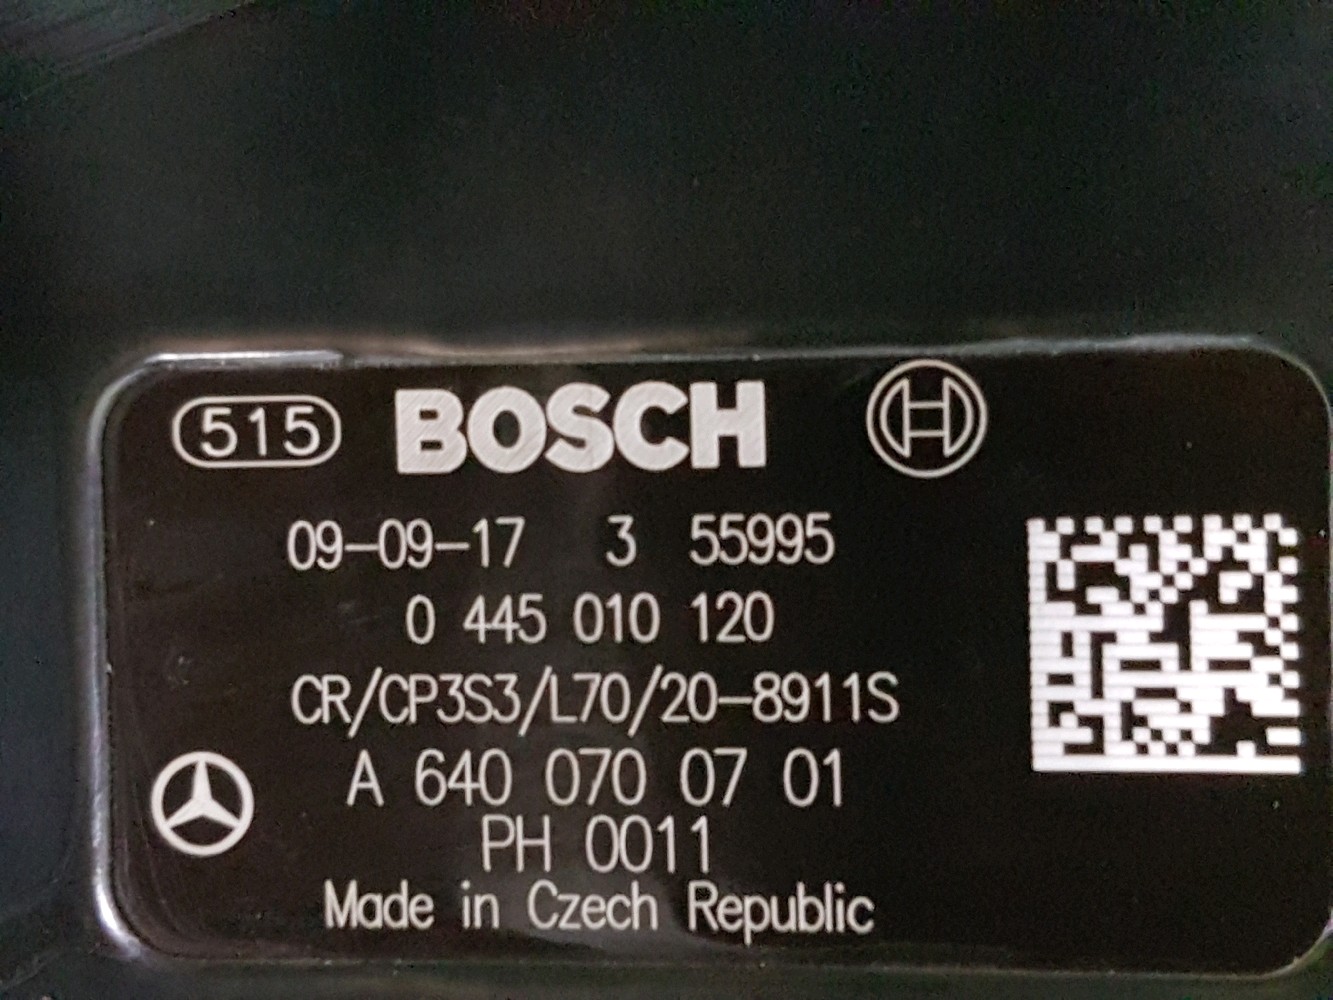 515 BOSCH
09-09-17 3 55995
0 445 010 120
CR/CP3S3/L70/20-8911S
A 640 070 07 01
PH 0011
Made in Czech Republic